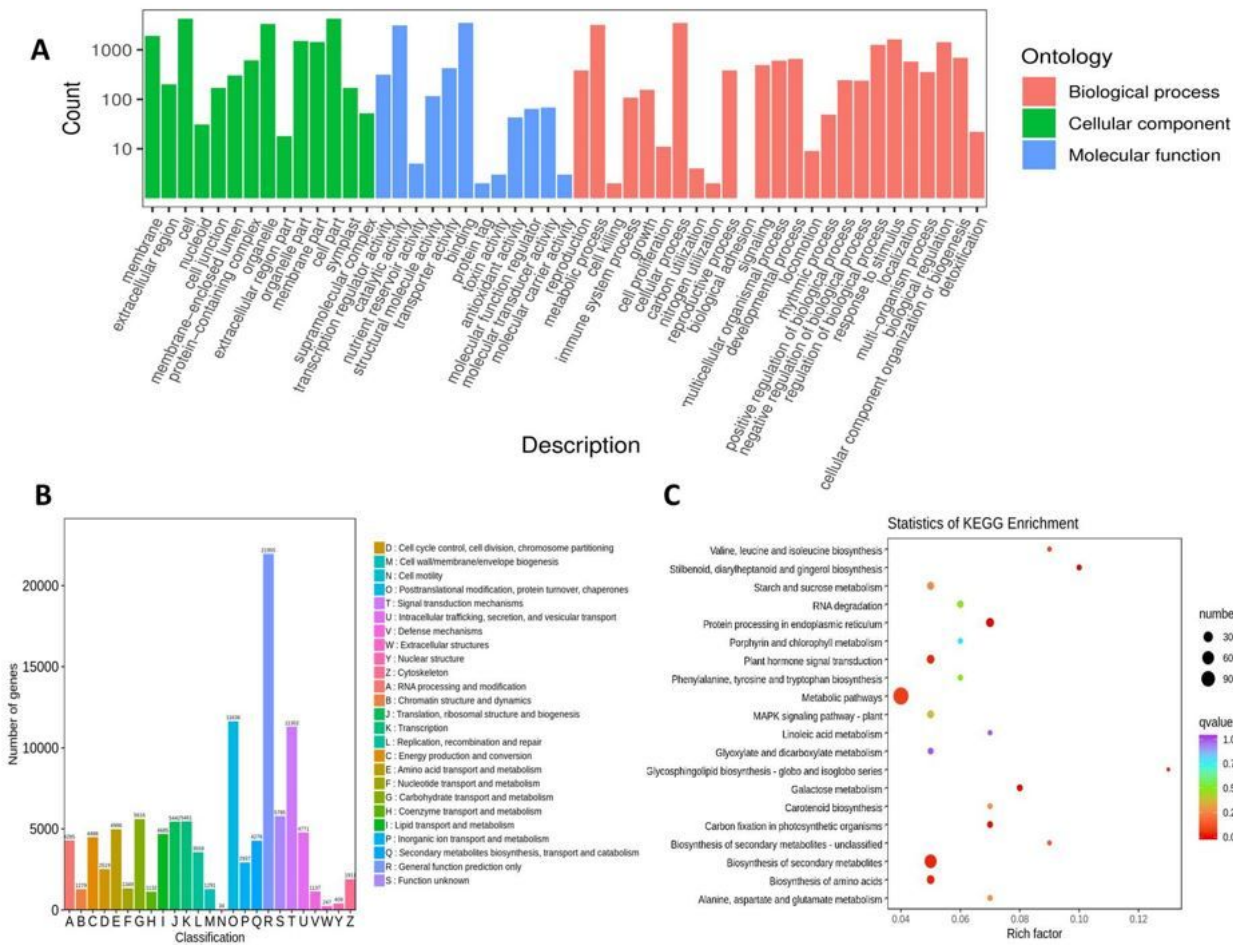 A
Count
1000
100
10
membrane
extracellular region
cell
nucleoid
cell junction
membrane−enclosed lumen
protein−containing complex
organelle
extracellular region part
organelle part
membrane part
cell part
symplast
supramolecular complex
transcription regulator activity
catalytic activity
nutrient reservoir activity
structural molecule activity
transporter activity
binding
protein tag
toxin activity
antioxidant activity
molecular function regulator
molecular transducer activity
molecular carrier activity
reproduction
metabolic process
cell killing
immune system process
growth
cell proliferation
cellular process
carbon utilization
nitrogen utilization
reproductive process
biological adhesion
signaling
multicellular organismal process
developmental process
locomotion
rhythmic process
positive regulation of biological process
negative regulation of biological process
regulation of biological process
response to stimulus
localization
multi−organism process
biological regulation
cellular component organization or biogenesis
detoxification
Description
Ontology
Biological process
Cellular component
Molecular function
B
Number of genes
20000
15000
10000
5000
0
A B C D E F G H I J K L M N O P Q R S T U V W Y Z
Classification
D : Cell cycle control, cell division, chromosome partitioning
M : Cell wall/membrane/envelope biogenesis
N : Cell motility
O : Posttranslational modification, protein turnover, chaperones
T : Signal transduction mechanisms
U : Intracellular trafficking, secretion, and vesicular transport
V : Defense mechanisms
W : Extracellular structures
Y : Nuclear structure
Z : Cytoskeleton
A : RNA processing and modification
B : Chromatin structure and dynamics
J : Translation, ribosomal structure and biogenesis
K : Transcription
L : Replication, recombination and repair
C : Energy production and conversion
E : Amino acid transport and metabolism
F : Nucleotide transport and metabolism
G : Carbohydrate transport and metabolism
H : Coenzyme transport and metabolism
I : Lipid transport and metabolism
P : Inorganic ion transport and metabolism
Q : Secondary metabolites biosynthesis, transport and catabolism
R : General function prediction only
S : Function unknown
C
Statistics of KEGG Enrichment
Valine, leucine and isoleucine biosynthesis
Stilbenoid, diarylheptanoid and gingerol biosynthesis
Starch and sucrose metabolism
RNA degradation
Protein processing in endoplasmic reticulum
Porphyrin and chlorophyll metabolism
Plant hormone signal transduction
Phenylalanine, tyrosine and tryptophan biosynthesis
Metabolic pathways
MAPK signaling pathway - plant
Linoleic acid metabolism
Glyoxylate and dicarboxylate metabolism
Glycosphingolipid biosynthesis - globo and isoglobo series
Galactose metabolism
Carotenoid biosynthesis
Carbon fixation in photosynthetic organisms
Biosynthesis of secondary metabolites - unclassified
Biosynthesis of secondary metabolites
Biosynthesis of amino acids
Alanine, aspartate and glutamate metabolism
0.04 0.06 0.08 0.10 0.12
Rich factor
number
30
60
90
qvalue
1.0
0.7
0.5
0.2
0.0